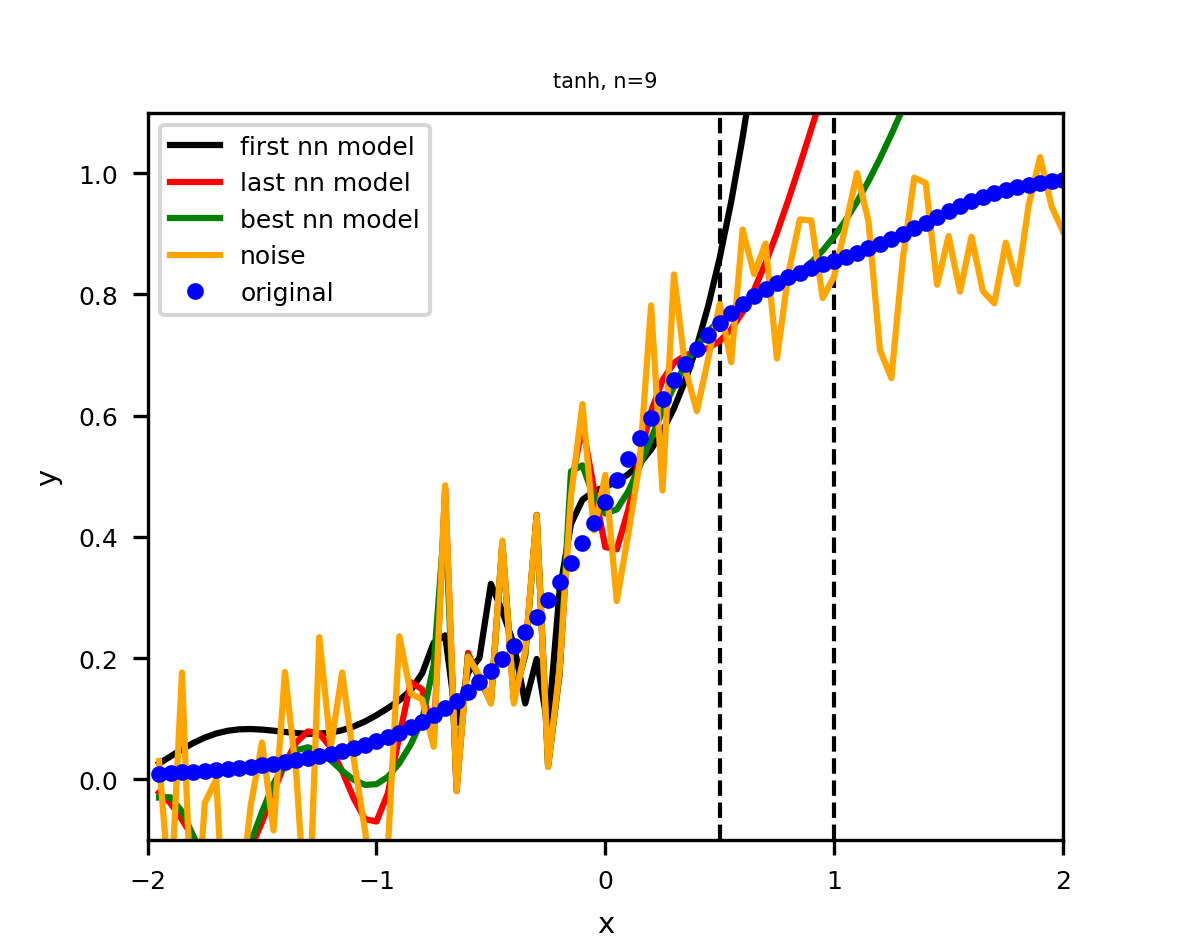 tanh, n=9
first nn model
last nn model
best nn model
noise
original
1.0
0.8
0.6
0.4
0.2
0.0
y
−2
−1
0
1
2
x